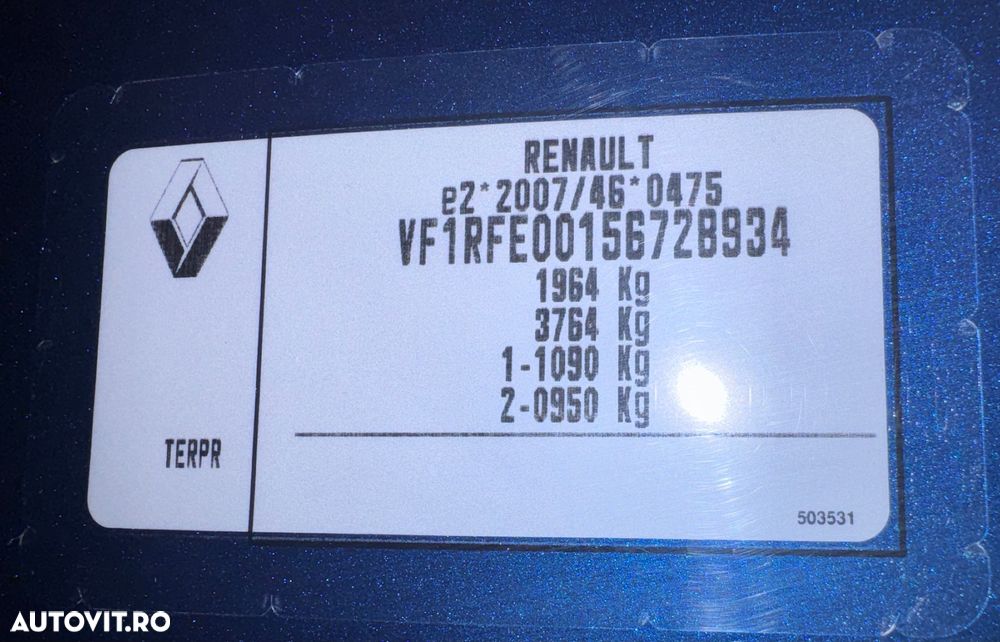 RENAULT
e2*2007/46*0475
VF1RFE00156728934
1964 Kg
3764 Kg
1-1090 Kg
2-0950 Kg
TERPR
503531
AUTOVIT.RO